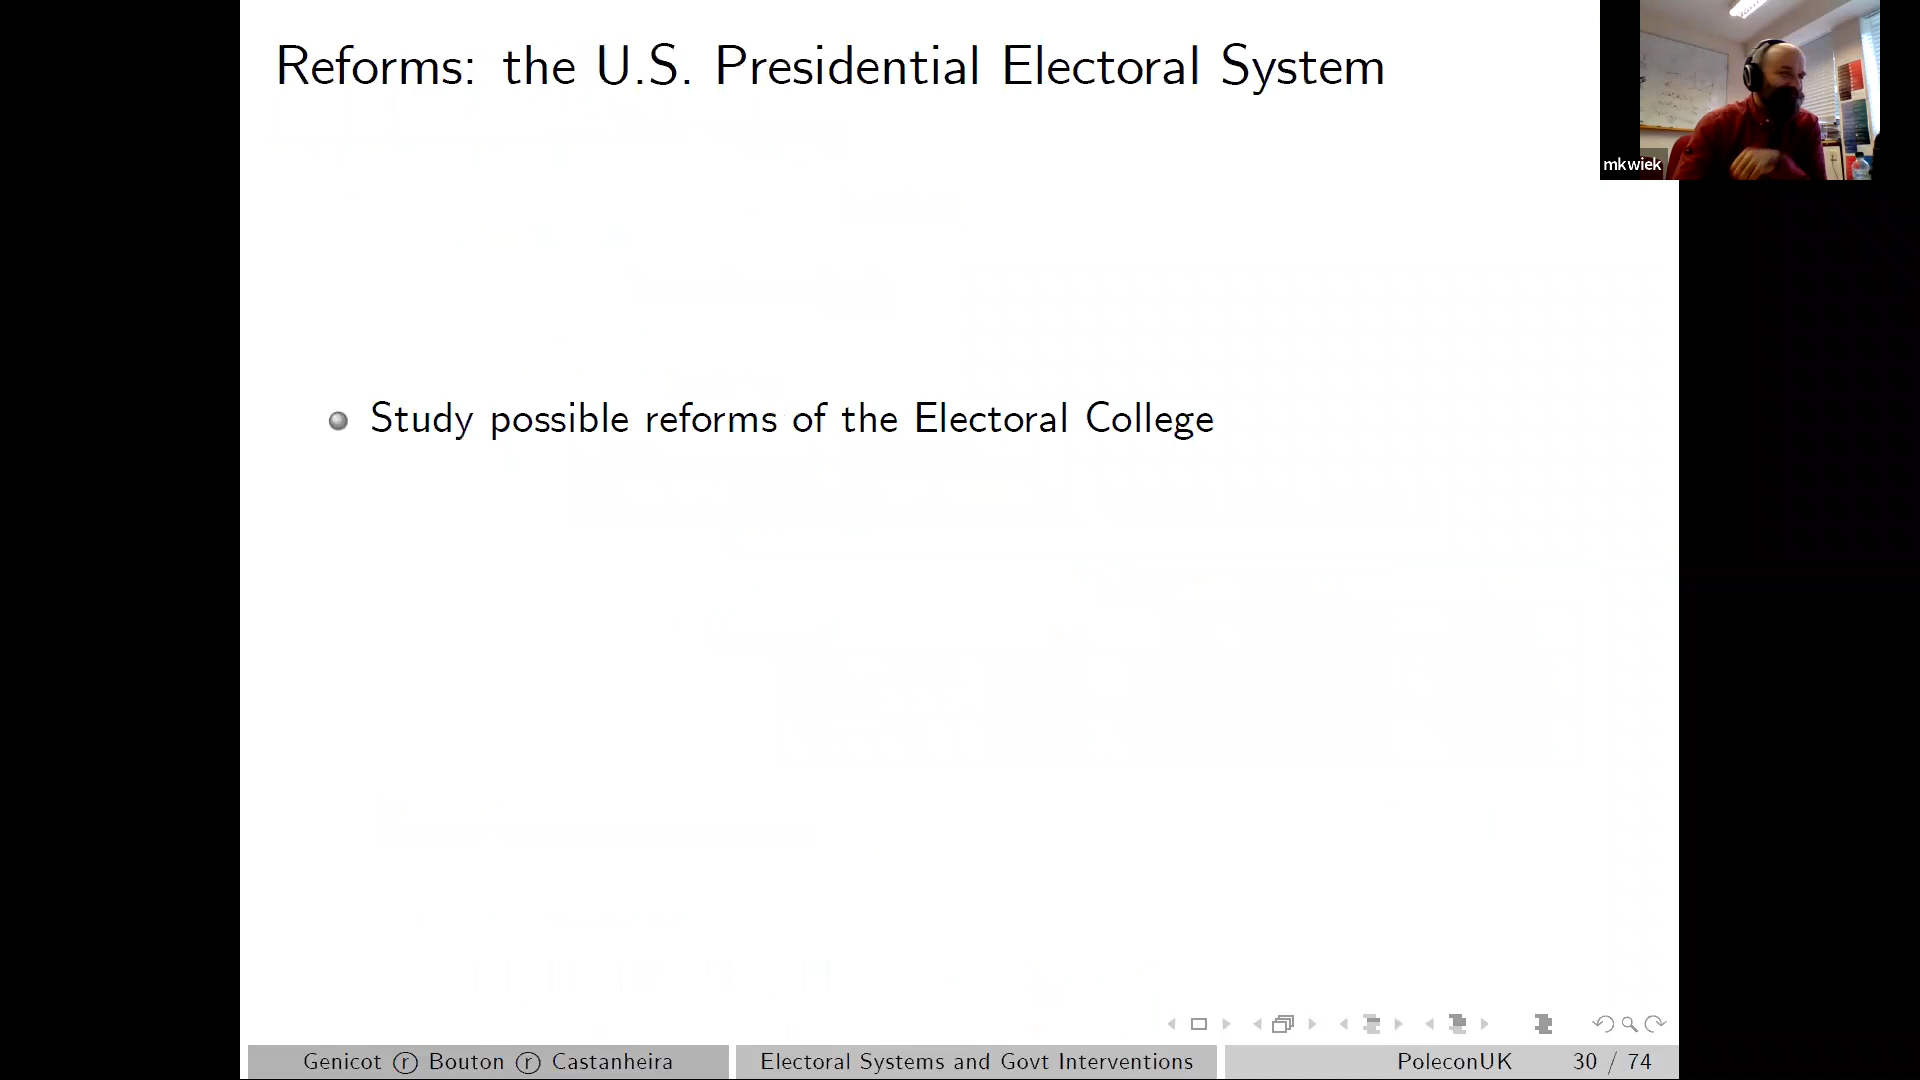 Reforms: the U.S. Presidential Electoral System
mkwiek
Study possible reforms of the Electoral College
Genicot ⓡ Bouton ⓡ Castanheira
Electoral Systems and Govt Interventions
PoleconUK
30 / 74